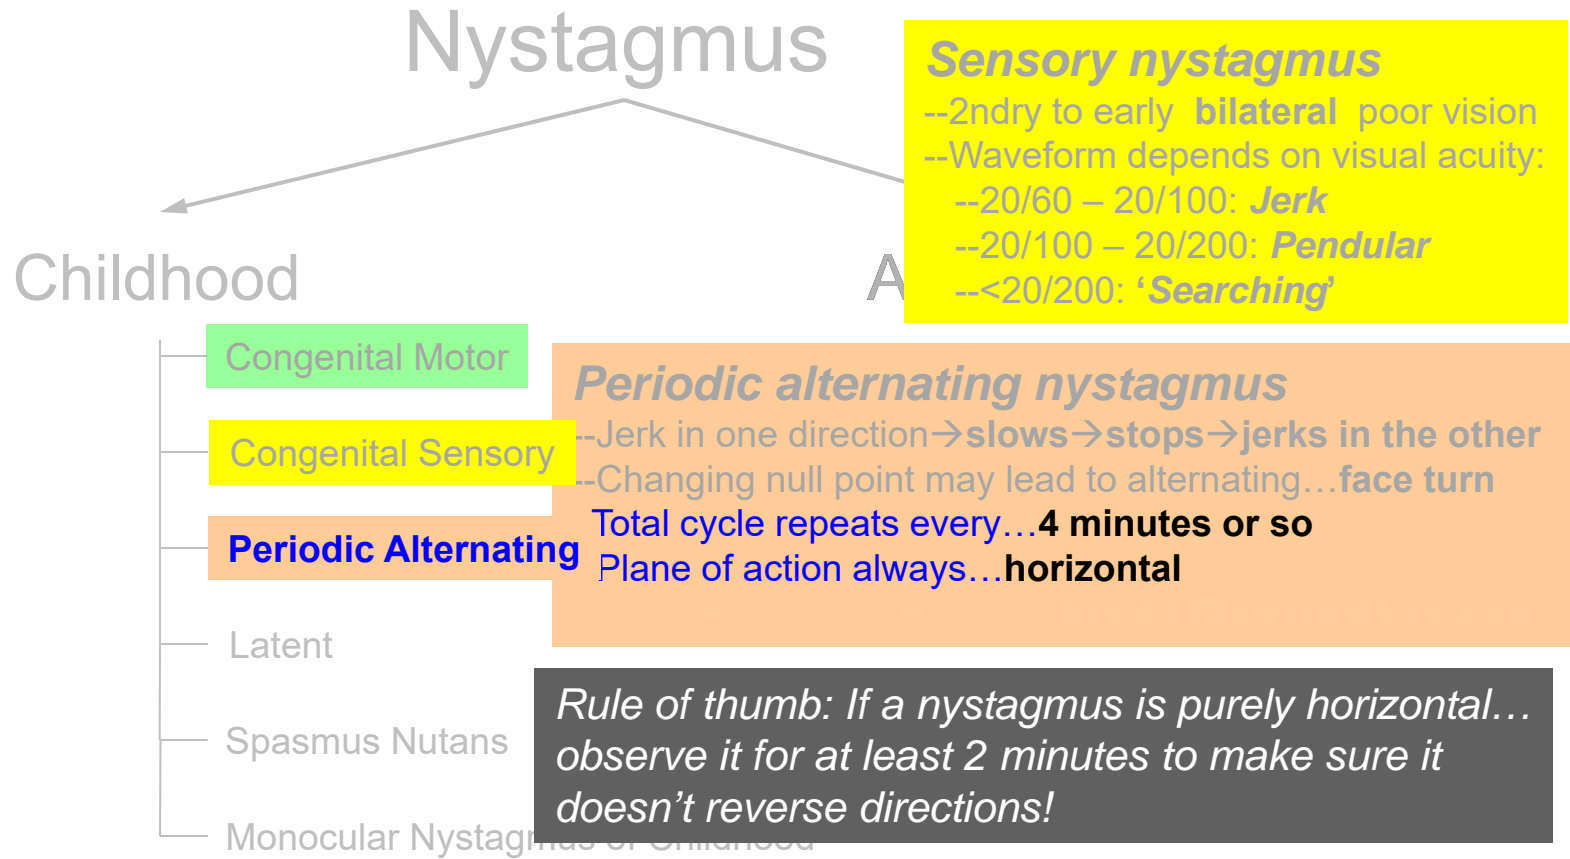 Nystagmus
Sensory nystagmus
--2ndry to early bilateral poor vision
--Waveform depends on visual acuity:
--20/60 – 20/100: Jerk
--20/100 – 20/200: Pendular
--<20/200: ‘Searching’
Childhood
A
Congenital Motor
Congenital Sensory
Periodic Alternating
Latent
Spasmus Nutans
Monocular Nystagmus of Childhood
Periodic alternating nystagmus
--Jerk in one direction→slows→stops→jerks in the other
--Changing null point may lead to alternating…face turn
Total cycle repeats every…4 minutes or so
Plane of action always…horizontal
Rule of thumb: If a nystagmus is purely horizontal…
observe it for at least 2 minutes to make sure it
doesn’t reverse directions!